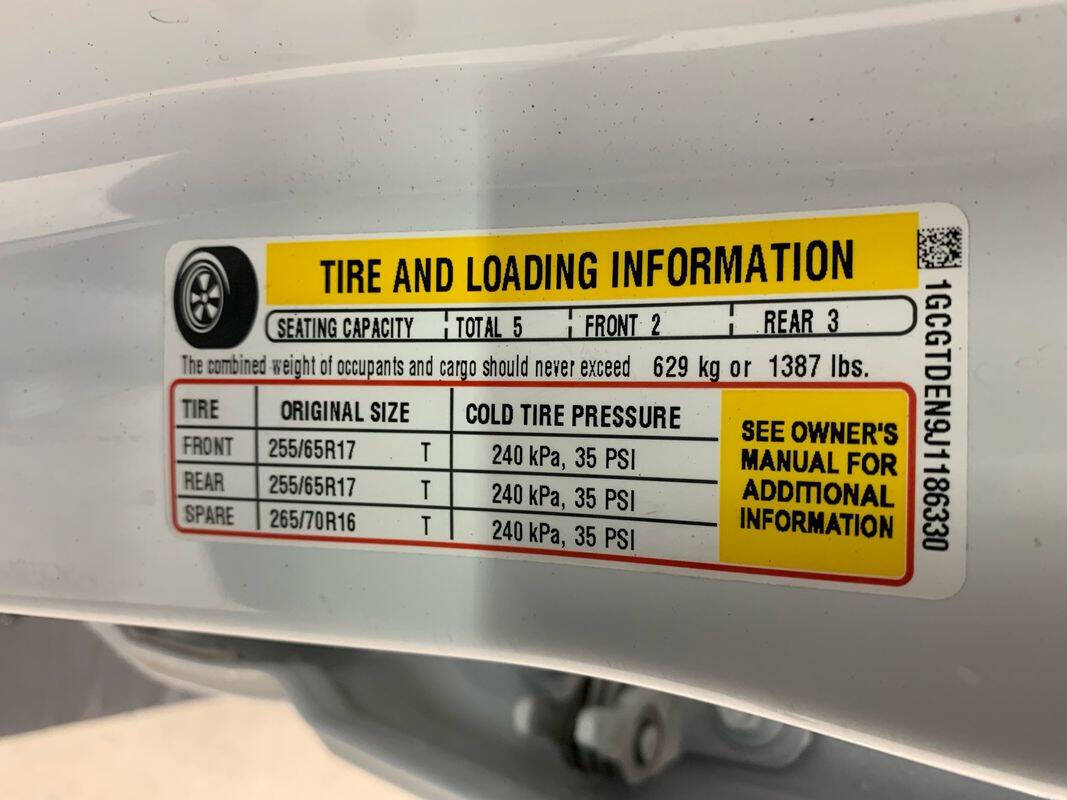 TIRE AND LOADING INFORMATION
SEATING CAPACITY TOTAL 5 FRONT 2 REAR 3
The combined weight of occupants and cargo should never exceed 629 kg or 1387 lbs.
TIRE ORIGINAL SIZE COLD TIRE PRESSURE
FRONT 255/65R17 T 240 kPa, 35 PSI
REAR 255/65R17 T 240 kPa, 35 PSI
SPARE 265/70R16 T 240 kPa, 35 PSI
SEE OWNER'S
MANUAL FOR
ADDITIONAL
INFORMATION
1GCGTDEN9J1186330